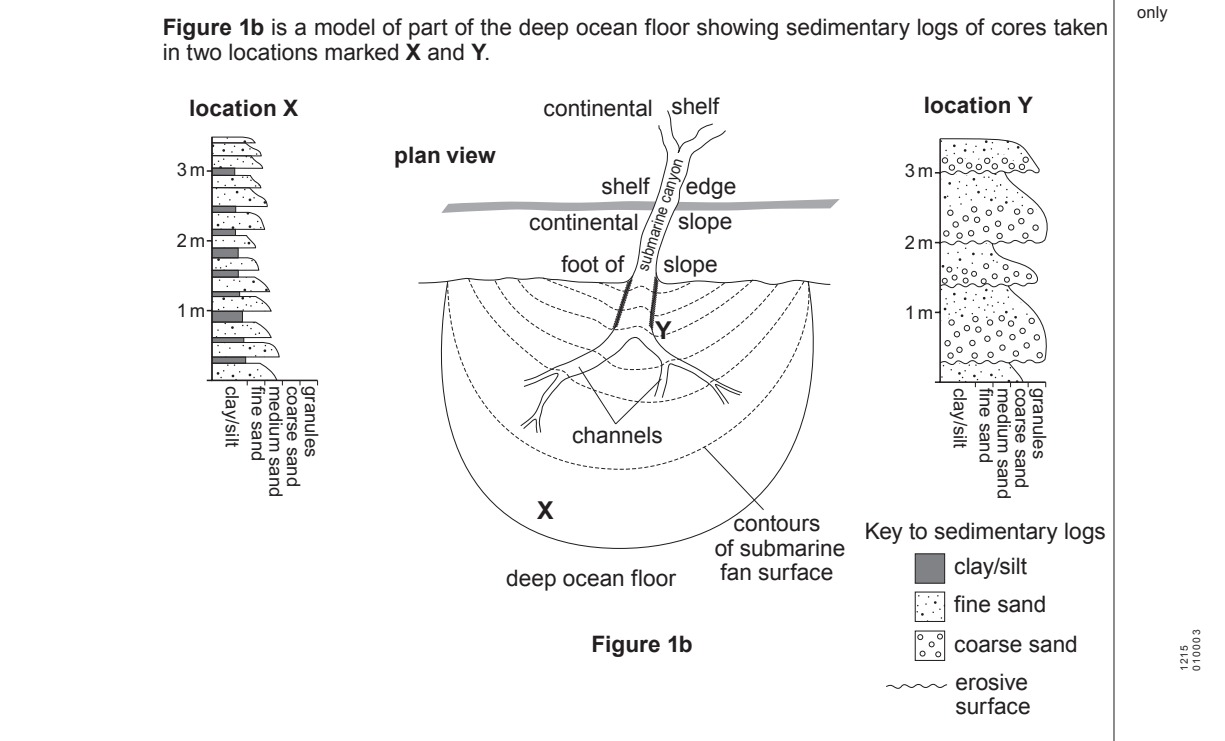 only
Figure 1b is a model of part of the deep ocean floor showing sedimentary logs of cores taken
in two locations marked X and Y.
location X
3 m
2 m
1 m
clay/silt
fine sand
medium sand
coarse sand
granules
plan view
continental shelf
submarine canyon
shelf edge
continental slope
foot of slope
Y
channels
X
contours
of submarine
fan surface
deep ocean floor
Figure 1b
location Y
3 m
2 m
1 m
clay/silt
fine sand
medium sand
coarse sand
granules
Key to sedimentary logs
clay/silt
fine sand
coarse sand
erosive
surface
1215
010003